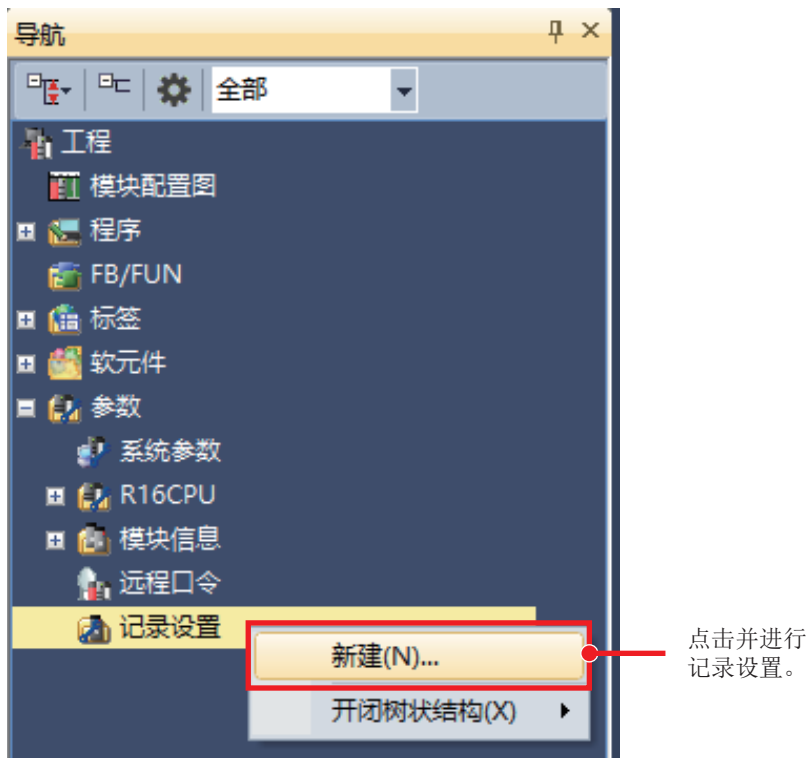 导航
全部
工程
模块配置图
程序
FB/FUN
标签
软元件
参数
系统参数
R16CPU
模块信息
远程口令
记录设置
新建(N)...
开闭树状结构(X)
点击并进行
记录设置。